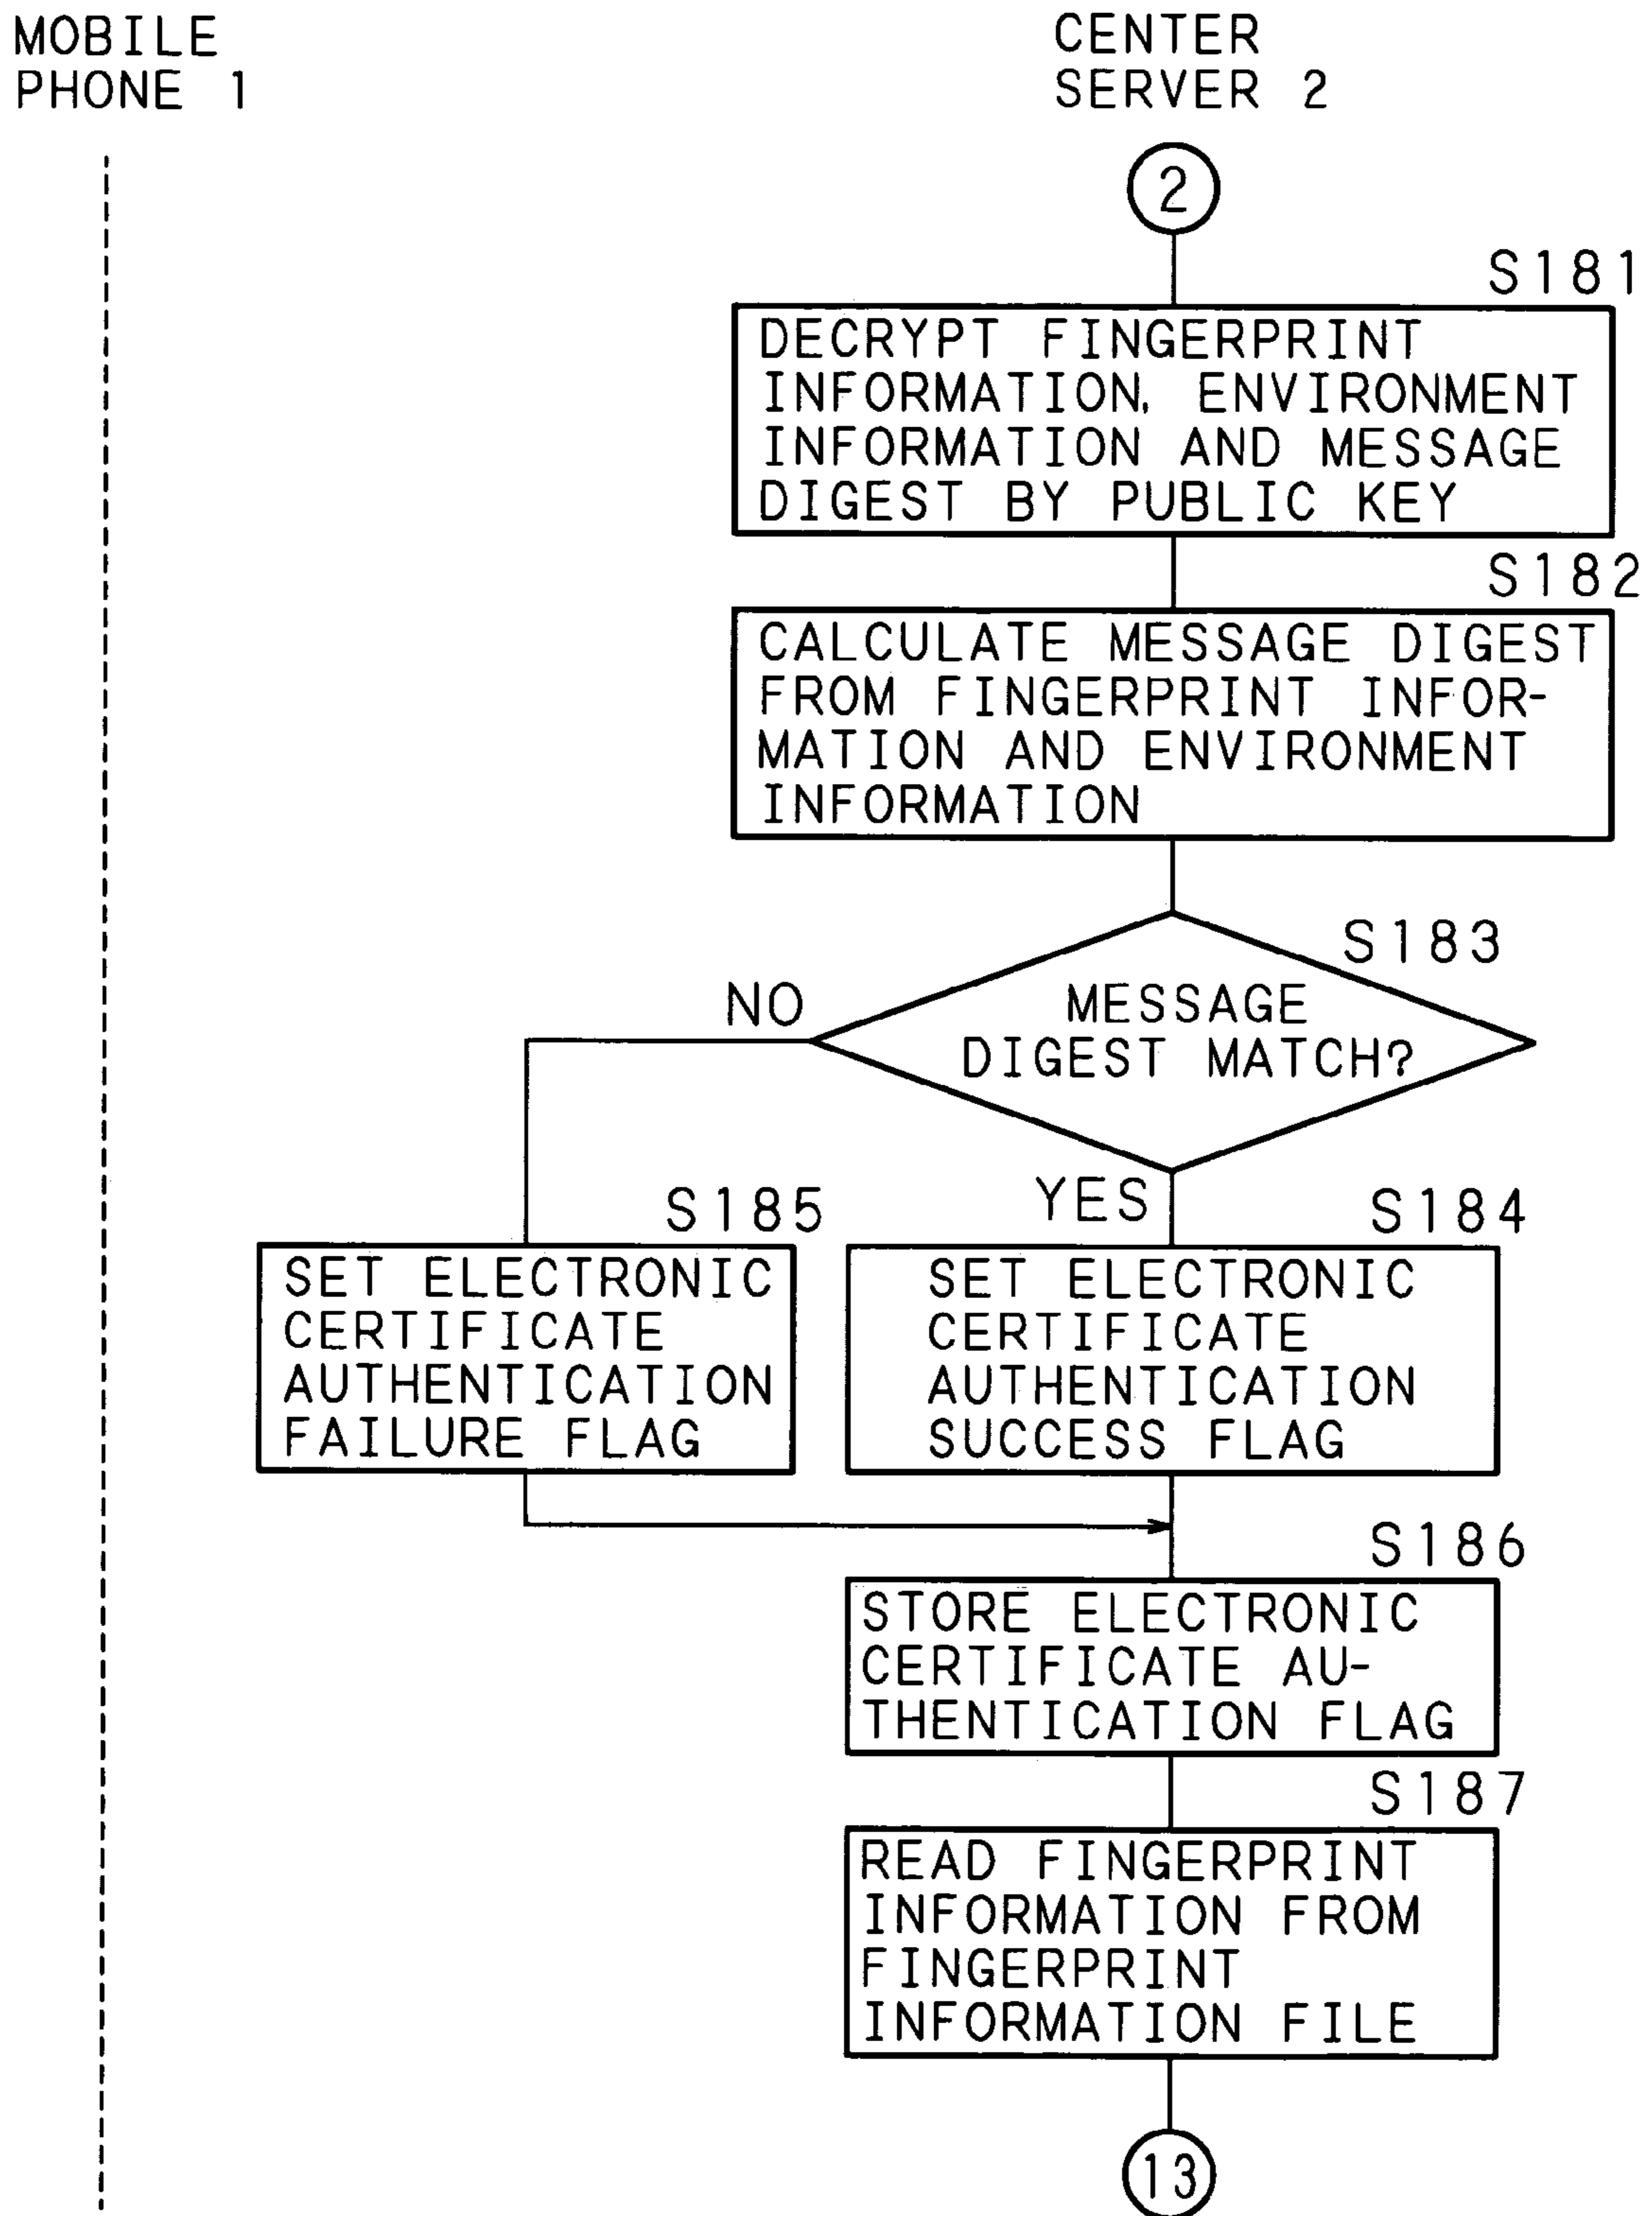 MOBILE
PHONE 1
CENTER
SERVER 2
2
S181
DECRYPT FINGERPRINT
INFORMATION, ENVIRONMENT
INFORMATION AND MESSAGE
DIGEST BY PUBLIC KEY
S182
CALCULATE MESSAGE DIGEST
FROM FINGERPRINT INFOR-
MATION AND ENVIRONMENT
INFORMATION
S183
MESSAGE
DIGEST MATCH?
NO
YES
S185
SET ELECTRONIC
CERTIFICATE
AUTHENTICATION
FAILURE FLAG
S184
SET ELECTRONIC
CERTIFICATE
AUTHENTICATION
SUCCESS FLAG
S186
STORE ELECTRONIC
CERTIFICATE AU-
THENTICATION FLAG
S187
READ FINGERPRINT
INFORMATION FROM
FINGERPRINT
INFORMATION FILE
13